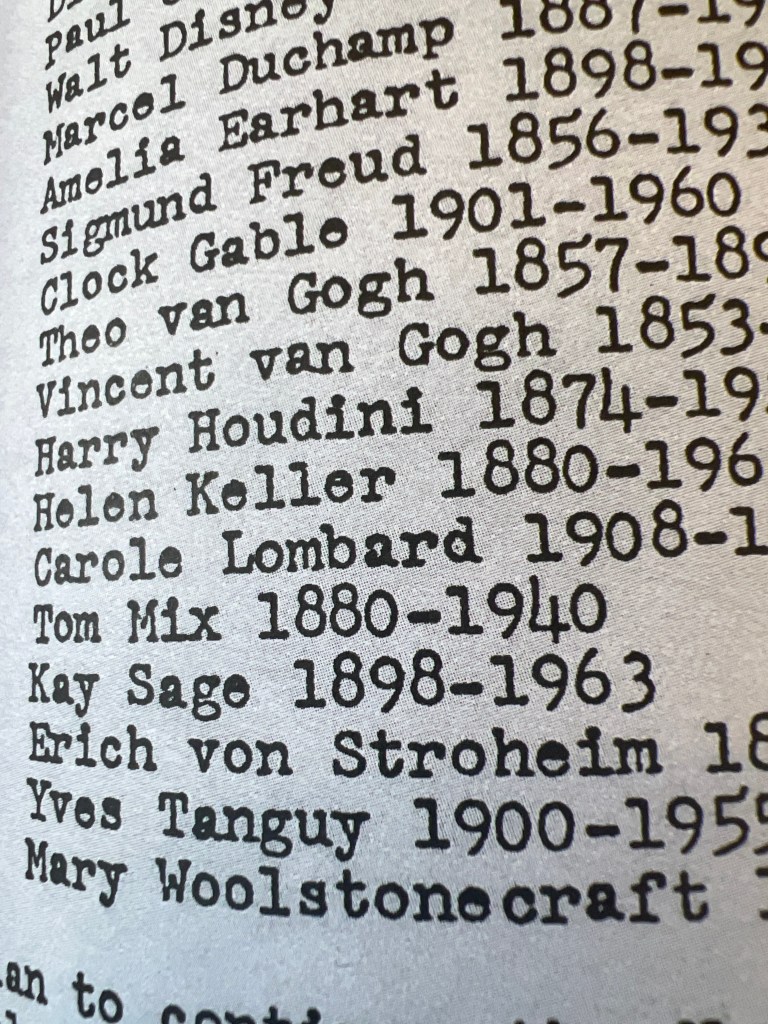 Paul
Walt Disney
Marcel Duchamp 1887-19
Amelia Earhart 1898-19
Sigmund Freud 1856-193
Clock Gable 1901-1960
Theo van Gogh 1857-189
Vincent van Gogh 1853-
Harry Houdini 1874-19
Helen Keller 1880-196
Carole Lombard 1908-1
Tom Mix 1880-1940
Kay Sage 1898-1963
Erich von Stroheim 18
Yves Tanguy 1900-1955
Mary Woolstonecraft
an to